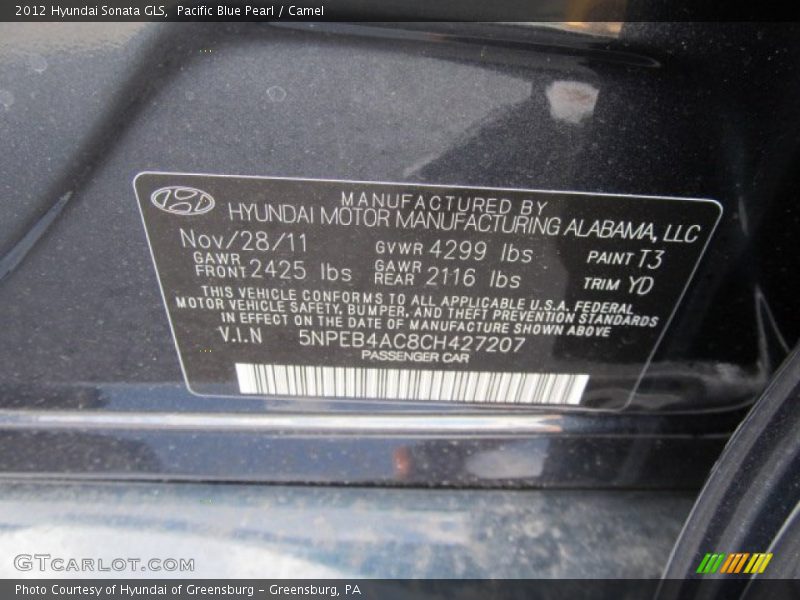 2012 Hyundai Sonata GLS, Pacific Blue Pearl / Camel
MANUFACTURED BY
HYUNDAI MOTOR MANUFACTURING ALABAMA, LLC
Nov/28/11 GVWR 4299 lbs PAINT T3
GAWR FRONT 2425 lbs GAWR REAR 2116 lbs TRIM YD
THIS VEHICLE CONFORMS TO ALL APPLICABLE U.S.A. FEDERAL
MOTOR VEHICLE SAFETY, BUMPER, AND THEFT PREVENTION STANDARDS
IN EFFECT ON THE DATE OF MANUFACTURE SHOWN ABOVE
V.I.N 5NPEB4AC8CH427207
PASSENGER CAR
GTCARLOT.COM
Photo Courtesy of Hyundai of Greensburg - Greensburg, PA